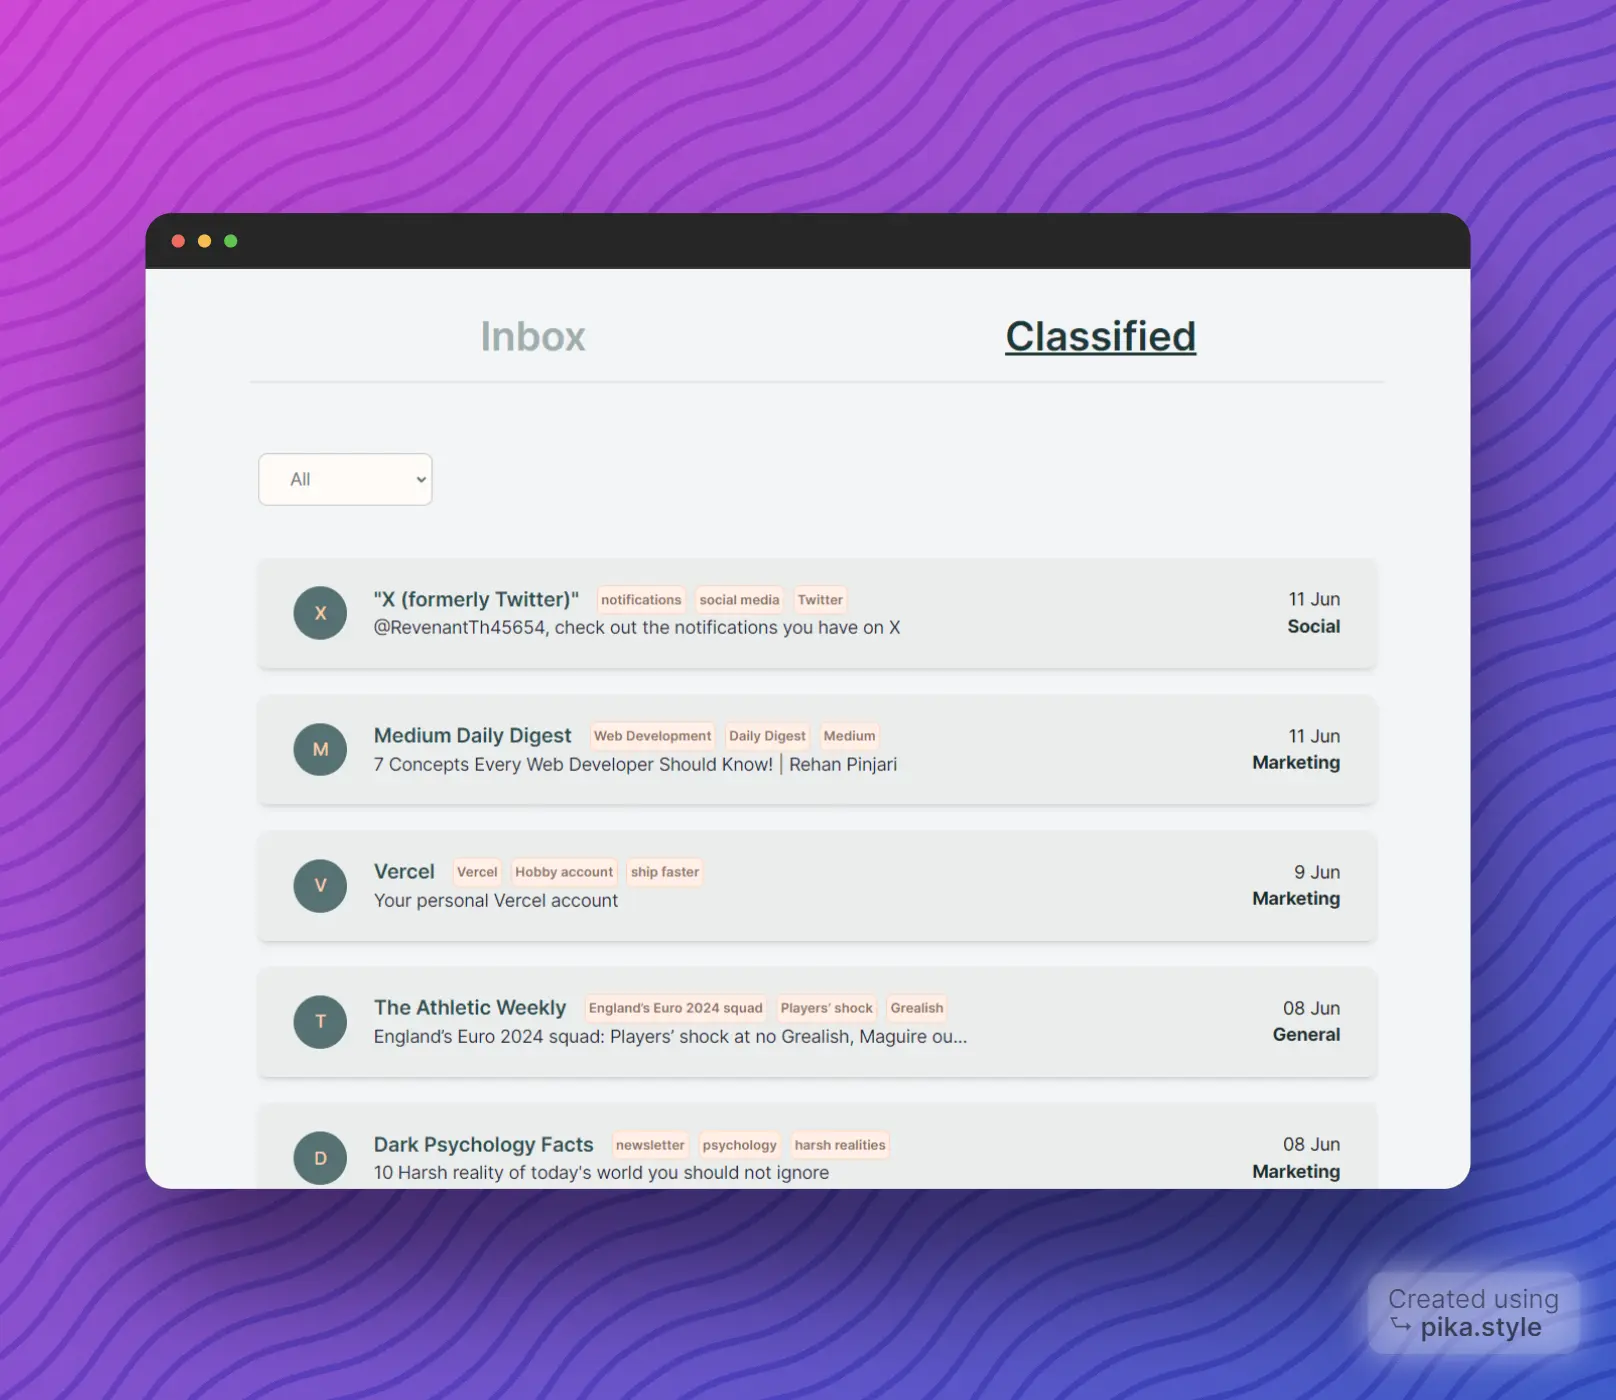 Inbox
Classified
All
X
"X (formerly Twitter)" notifications social media Twitter
11 Jun
@RevenantTh45654, check out the notifications you have on X
Social
M
Medium Daily Digest Web Development Daily Digest Medium
11 Jun
7 Concepts Every Web Developer Should Know! | Rehan Pinjari
Marketing
V
Vercel Vercel Hobby account ship faster
9 Jun
Your personal Vercel account
Marketing
T
The Athletic Weekly England's Euro 2024 squad Players’ shock Grealish
08 Jun
England’s Euro 2024 squad: Players’ shock at no Grealish, Maguire ou...
General
D
Dark Psychology Facts newsletter psychology harsh realities
08 Jun
10 Harsh reality of today's world you should not ignore
Marketing
Created using
pika.style